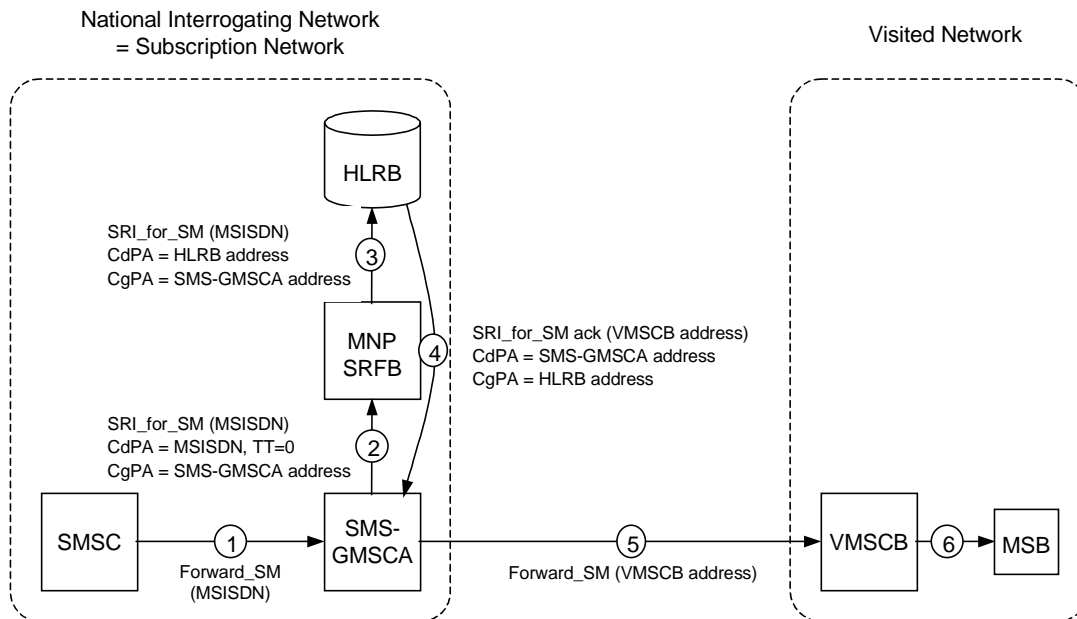 National Interrogating Network
= Subscription Network
Visited Network
HLRB
SRI_for_SM (MSISDN)
CdPA = HLRB address
CgPA = SMS-GMSCA address
3
MNP
SRFB
4
SRI_for_SM ack (VMSCB address)
CdPA = SMS-GMSCA address
CgPA = HLRB address
SRI_for_SM (MSISDN)
CdPA = MSISDN, TT=0
CgPA = SMS-GMSCA address
2
SMSC
1
Forward_SM
(MSISDN)
SMS-
GMSCA
5
Forward_SM (VMSCB address)
VMSCB
6
MSB